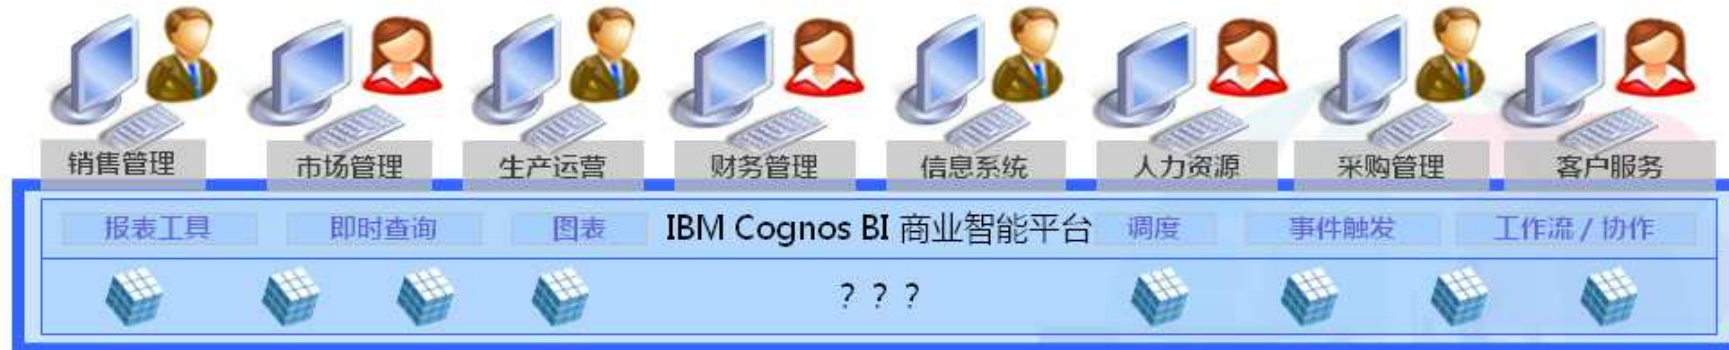 销售管理 市场管理 生产运营 财务管理 信息系统 人力资源 采购管理 客户服务
报表工具 即时查询 图表 IBM Cognos BI 商业智能平台 调度 事件触发 工作流 / 协作
? ? ?